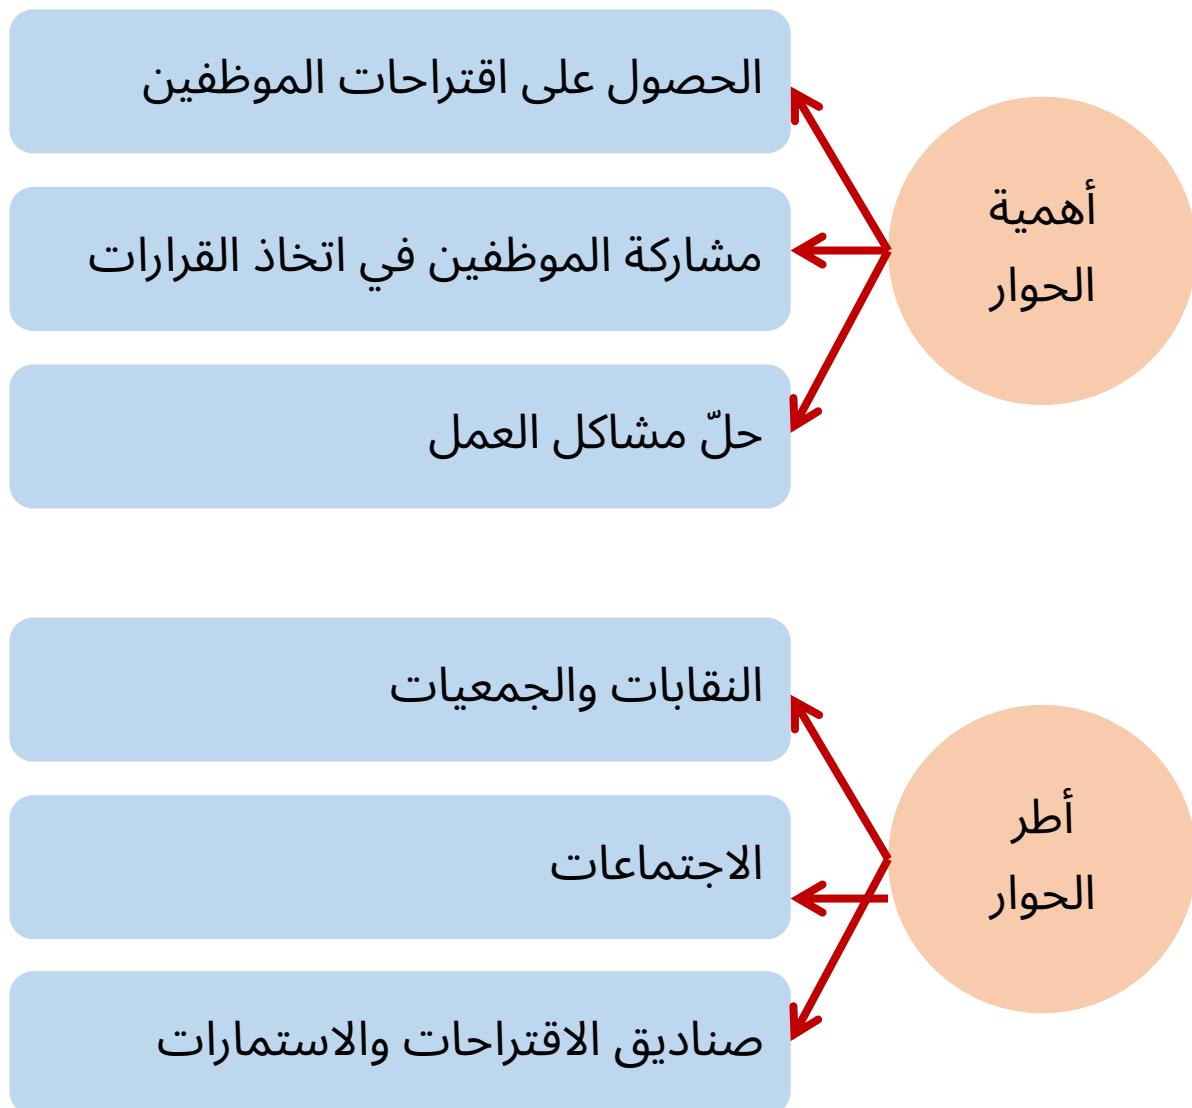 أهمية
الحوار
الحصول على اقتراحات الموظفين
مشاركة الموظفين في اتخاذ القرارات
حلّ مشاكل العمل
أطر
الحوار
النقابات والجمعيات
الاجتماعات
صناديق الاقتراحات والاستمارات